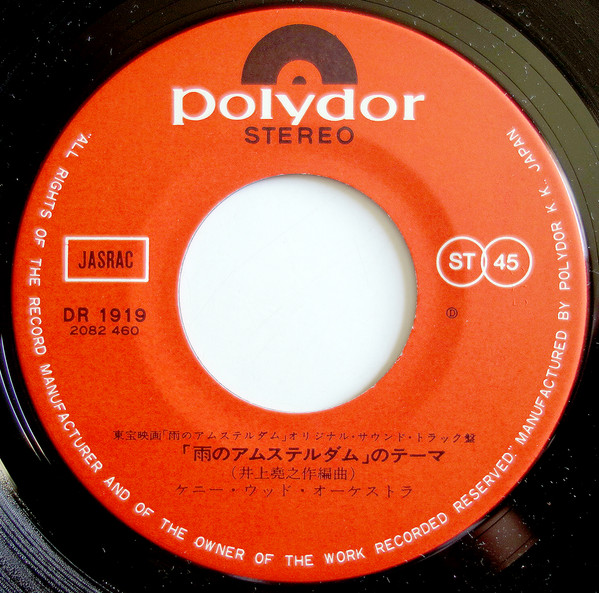 polydor
STEREO
JASRAC
ST 45
DR 1919
2082 460
Ⓓ
東宝映画「雨のアムステルダム」オリジナル・サウンド・トラック盤
「雨のアムステルダム」のテーマ
(井上堯之作編曲)
ケニー・ウッド・オーケストラ
"ALL RIGHTS OF THE RECORD MANUFACTURER AND OF THE OWNER OF THE WORK RECORDED RESERVED." MANUFACTURED BY POLYDOR K.K. JAPAN